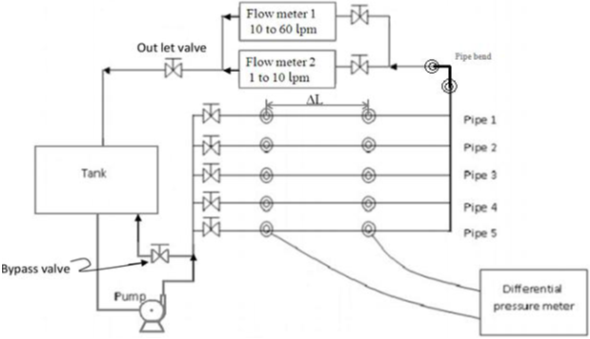 Flow meter 1
10 to 60 lpm
Out let valve
Flow meter 2
1 to 10 lpm
Pipe bend
ΔL
Pipe 1
Pipe 2
Tank
Pipe 3
Pipe 4
Pipe 5
Bypass valve
Pump
Differential
pressure meter